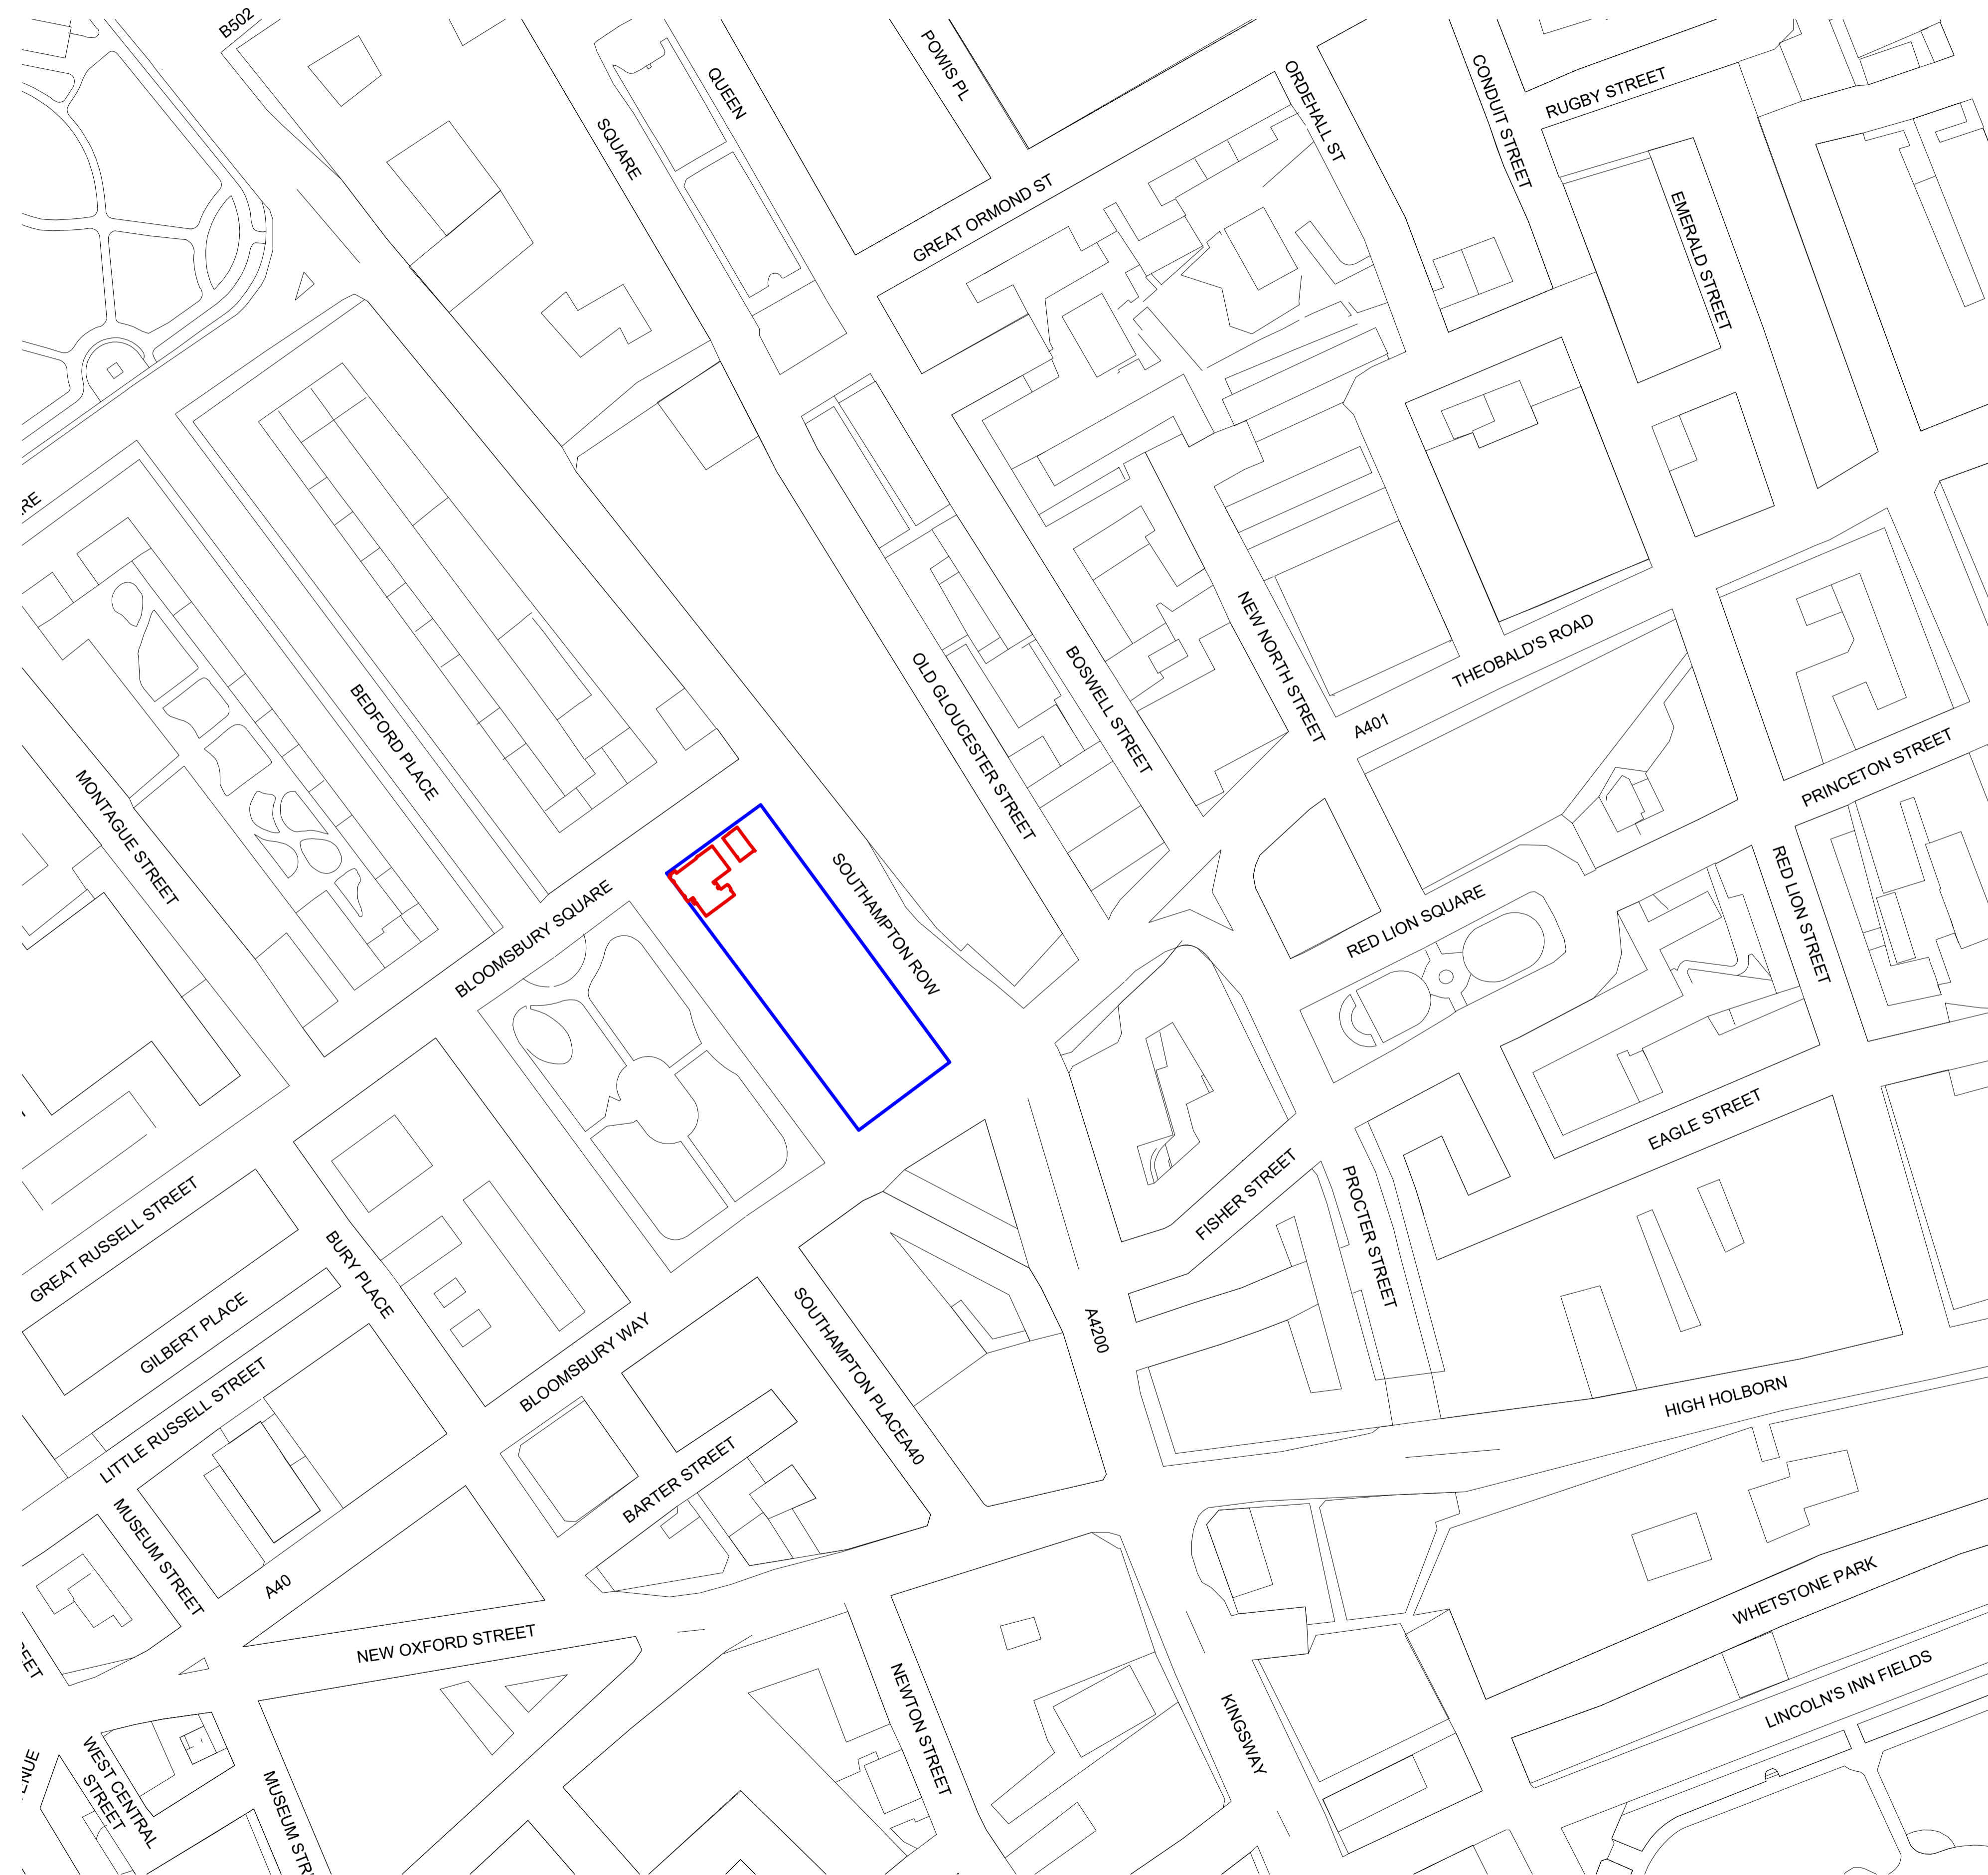 B502
QUEEN
SQUARE
POWIS PL
ORDEHALL ST
CONDUIT STREET
RUGBY STREET
GREAT ORMOND ST
EMERALD STREET
BEDFORD PLACE
MONTAGUE STREET
OLD GLOUCESTER STREET
BOSWELL STREET
NEW NORTH STREET
THEOBALD'S ROAD
A401
PRINCETON STREET
BLOOMSBURY SQUARE
SOUTHAMPTON ROW
RED LION SQUARE
RED LION STREET
EAGLE STREET
GREAT RUSSELL STREET
GILBERT PLACE
BURY PLACE
LITTLE RUSSELL STREET
BLOOMSBURY WAY
SOUTHAMPTON PLACEA40
A4200
FISHER STREET
PROCTER STREET
HIGH HOLBORN
BARTER STREET
MUSEUM STREET
A40
NEW OXFORD STREET
WHETSTONE PARK
LINCOLN'S INN FIELDS
NEWTON STREET
KINGSWAY
WEST CENTRAL
STREET
MUSEUM STR